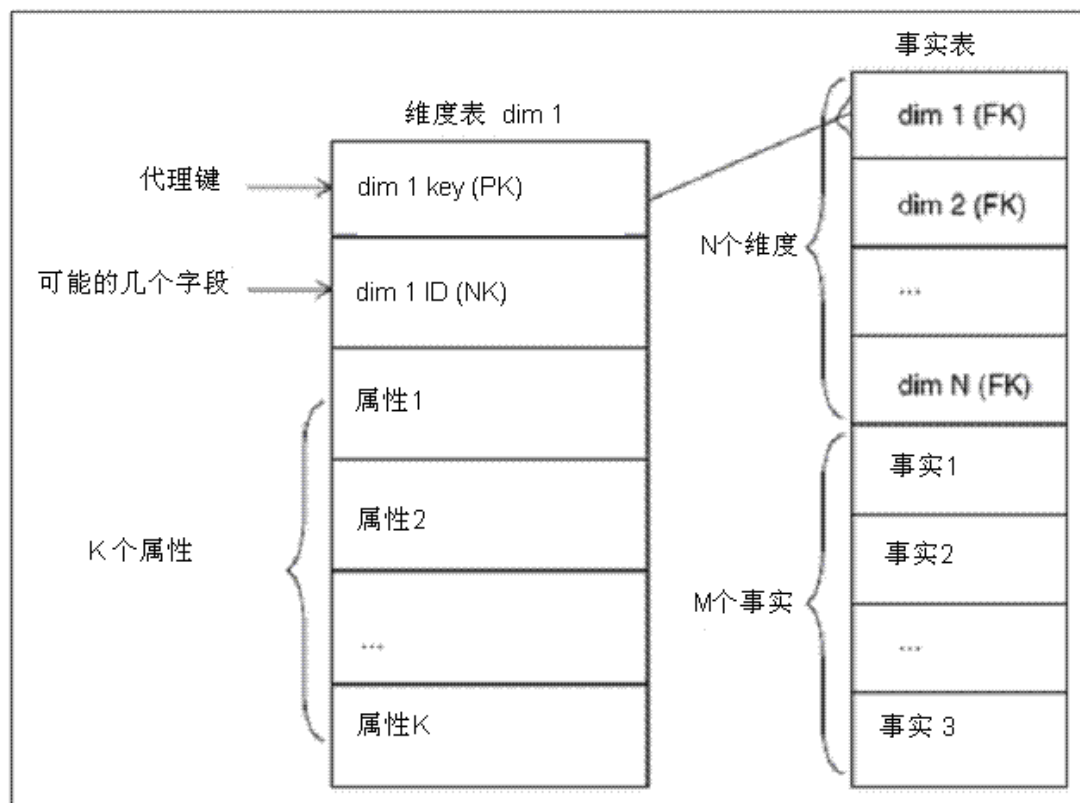 事实表
维度表 dim 1
代理键
dim 1 key (PK)
可能的几个字段
dim 1 ID (NK)
属性1
属性2
...
属性K
K个属性
dim 1 (FK)
dim 2 (FK)
...
dim N (FK)
N个维度
事实1
事实2
...
事实 3
M个事实